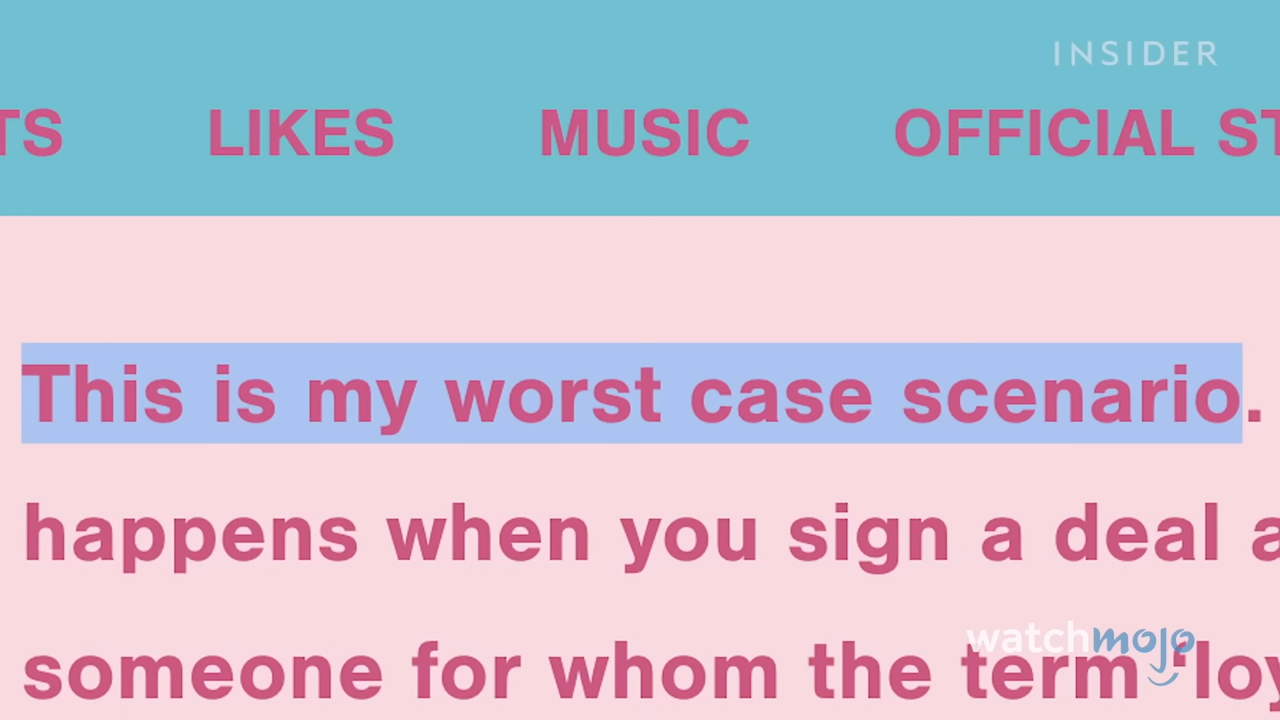 INSIDER
TS LIKES MUSIC OFFICIAL ST
This is my worst case scenario.
happens when you sign a deal a
someone for whom the term 'loy
watchmojo